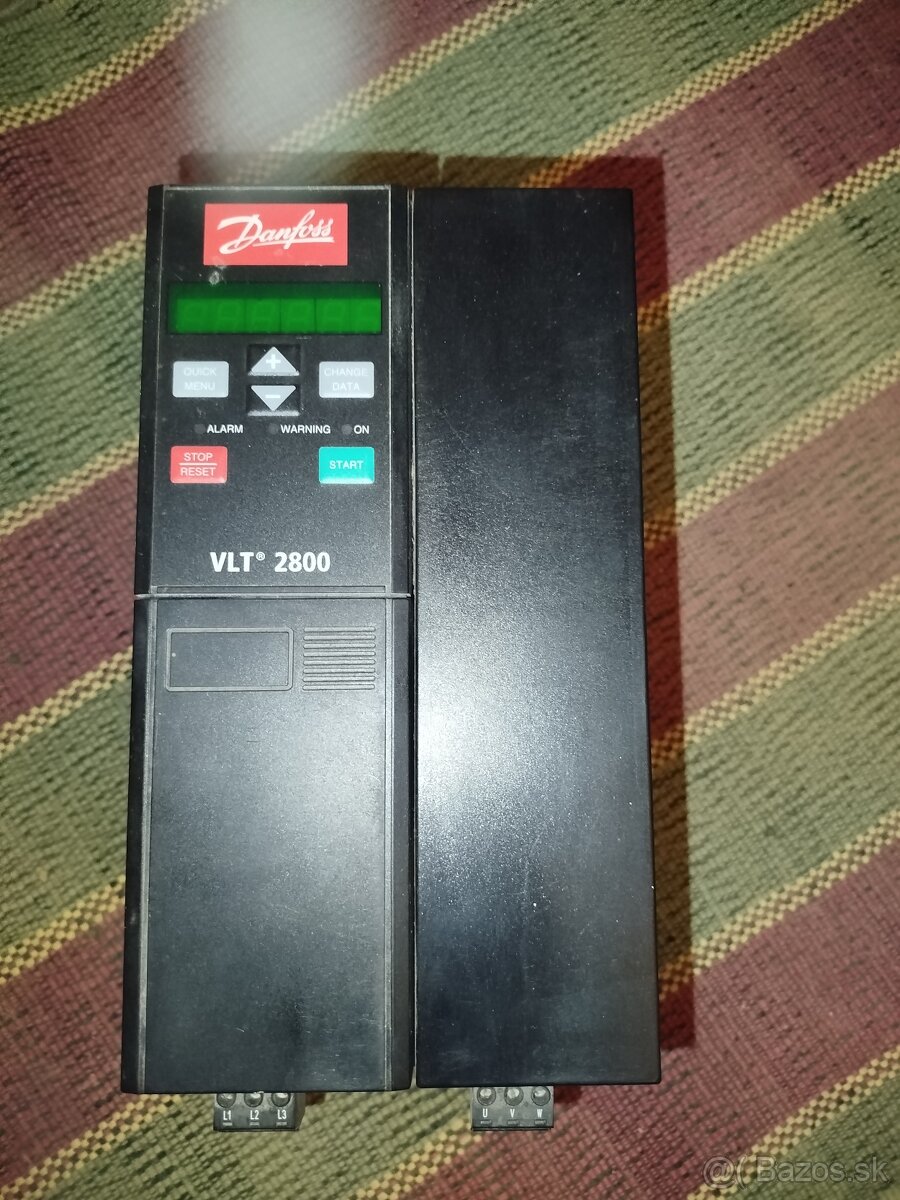 Danfoss
QUICK
MENU
+
-
CHANGE
DATA
ALARM
WARNING
ON
STOP
RESET
START
VLT® 2800
L1 L2 L3
U V W
@( Bazos.sk